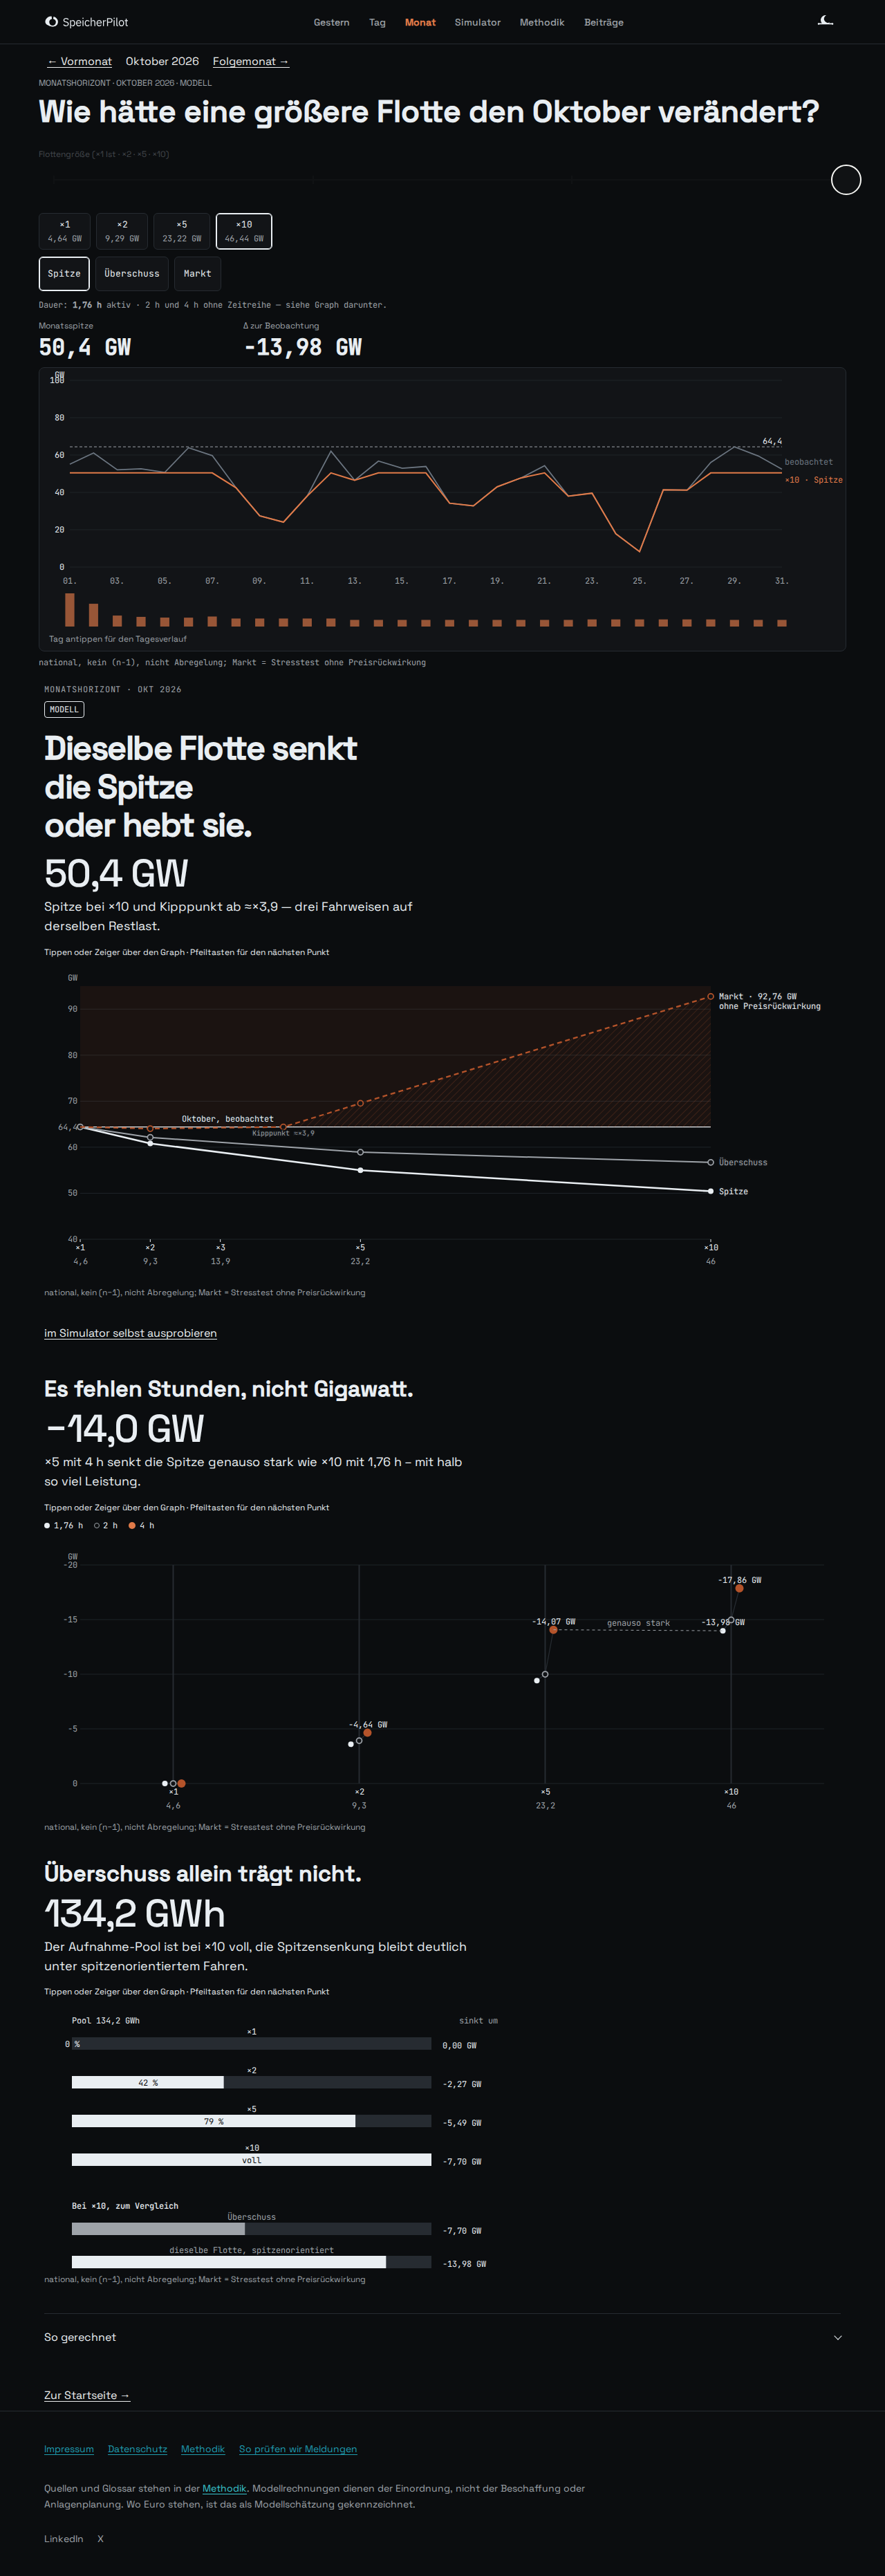 SpeicherPilot
Gestern Tag Monat Simulator Methodik Beiträge
← Vormonat Oktober 2026 Folgemonat →
MONATSHORIZONT · OKTOBER 2026 · MODELL
Wie hätte eine größere Flotte den Oktober verändert?
Flottengröße (×1 Ist · ×2 · ×5 · ×10)
×1 ×2 ×5 ×10
4,64 GW 9,29 GW 23,22 GW 46,44 GW
Spitze Überschuss Markt
Dauer: 1,76 h aktiv · 2 h und 4 h ohne Zeitreihe — siehe Graph darunter.
Monatsspitze Δ zur Beobachtung
50,4 GW -13,98 GW
GW
100
80
64,4
60
beobachtet
×10 · Spitze
40
20
0
01. 03. 05. 07. 09. 11. 13. 15. 17. 19. 21. 23. 25. 27. 29. 31.
Tag antippen für den Tagesverlauf
national, kein (n-1), nicht Abregelung; Markt = Stresstest ohne Preisrückwirkung
MONATSHORIZONT · OKT 2026
MODELL
Dieselbe Flotte senkt
die Spitze
oder hebt sie.
50,4 GW
Spitze bei ×10 und Kipppunkt ab ≈×3,9 — drei Fahrweisen auf
derselben Restlast.
Tippen oder Zeiger über den Graph · Pfeiltasten für den nächsten Punkt
GW
Markt · 92,76 GW
ohne Preisrückwirkung
90
80
70
Oktober, beobachtet
64,4
Kipppunkt ≈×3,9
60
Überschuss
50
Spitze
40
×1 ×2 ×3 ×5 ×10
4,6 9,3 13,9 23,2 46
national, kein (n−1), nicht Abregelung; Markt = Stresstest ohne Preisrückwirkung
im Simulator selbst ausprobieren
Es fehlen Stunden, nicht Gigawatt.
−14,0 GW
×5 mit 4 h senkt die Spitze genauso stark wie ×10 mit 1,76 h – mit halb
so viel Leistung.
Tippen oder Zeiger über den Graph · Pfeiltasten für den nächsten Punkt
1,76 h 2 h 4 h
GW
-20
-17,86 GW
-15
-14,07 GW genauso stark -13,98 GW
-10
-5
-4,64 GW
0
×1 ×2 ×5 ×10
4,6 9,3 23,2 46
national, kein (n−1), nicht Abregelung; Markt = Stresstest ohne Preisrückwirkung
Überschuss allein trägt nicht.
134,2 GWh
Der Aufnahme-Pool ist bei ×10 voll, die Spitzensenkung bleibt deutlich
unter spitzenorientiertem Fahren.
Tippen oder Zeiger über den Graph · Pfeiltasten für den nächsten Punkt
Pool 134,2 GWh sinkt um
×1
0 % 0,00 GW
×2
42 % -2,27 GW
×5
79 % -5,49 GW
×10
voll -7,70 GW
Bei ×10, zum Vergleich
Überschuss
-7,70 GW
dieselbe Flotte, spitzenorientiert
-13,98 GW
national, kein (n−1), nicht Abregelung; Markt = Stresstest ohne Preisrückwirkung
So gerechnet
Zur Startseite →
Impressum Datenschutz Methodik So prüfen wir Meldungen
Quellen und Glossar stehen in der Methodik. Modellrechnungen dienen der Einordnung, nicht der Beschaffung oder
Anlagenplanung. Wo Euro stehen, ist das als Modellschätzung gekennzeichnet.
LinkedIn X